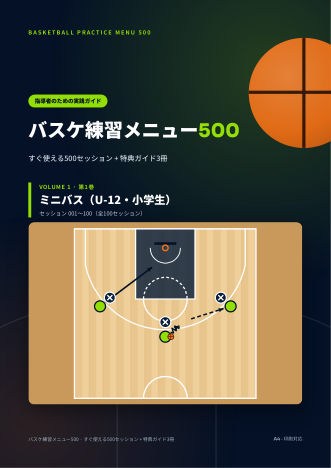 BASKETBALL PRACTICE MENU 500
指導者のための実践ガイド
バスケ練習メニュー500
すぐ使える500セッション + 特典ガイド3冊
VOLUME 1 · 第1巻
ミニバス（U-12・小学生）
セッション 001〜100（全100セッション）
バスケ練習メニュー500 · すぐ使える500セッション + 特典ガイド3冊
A4 · 印刷対応